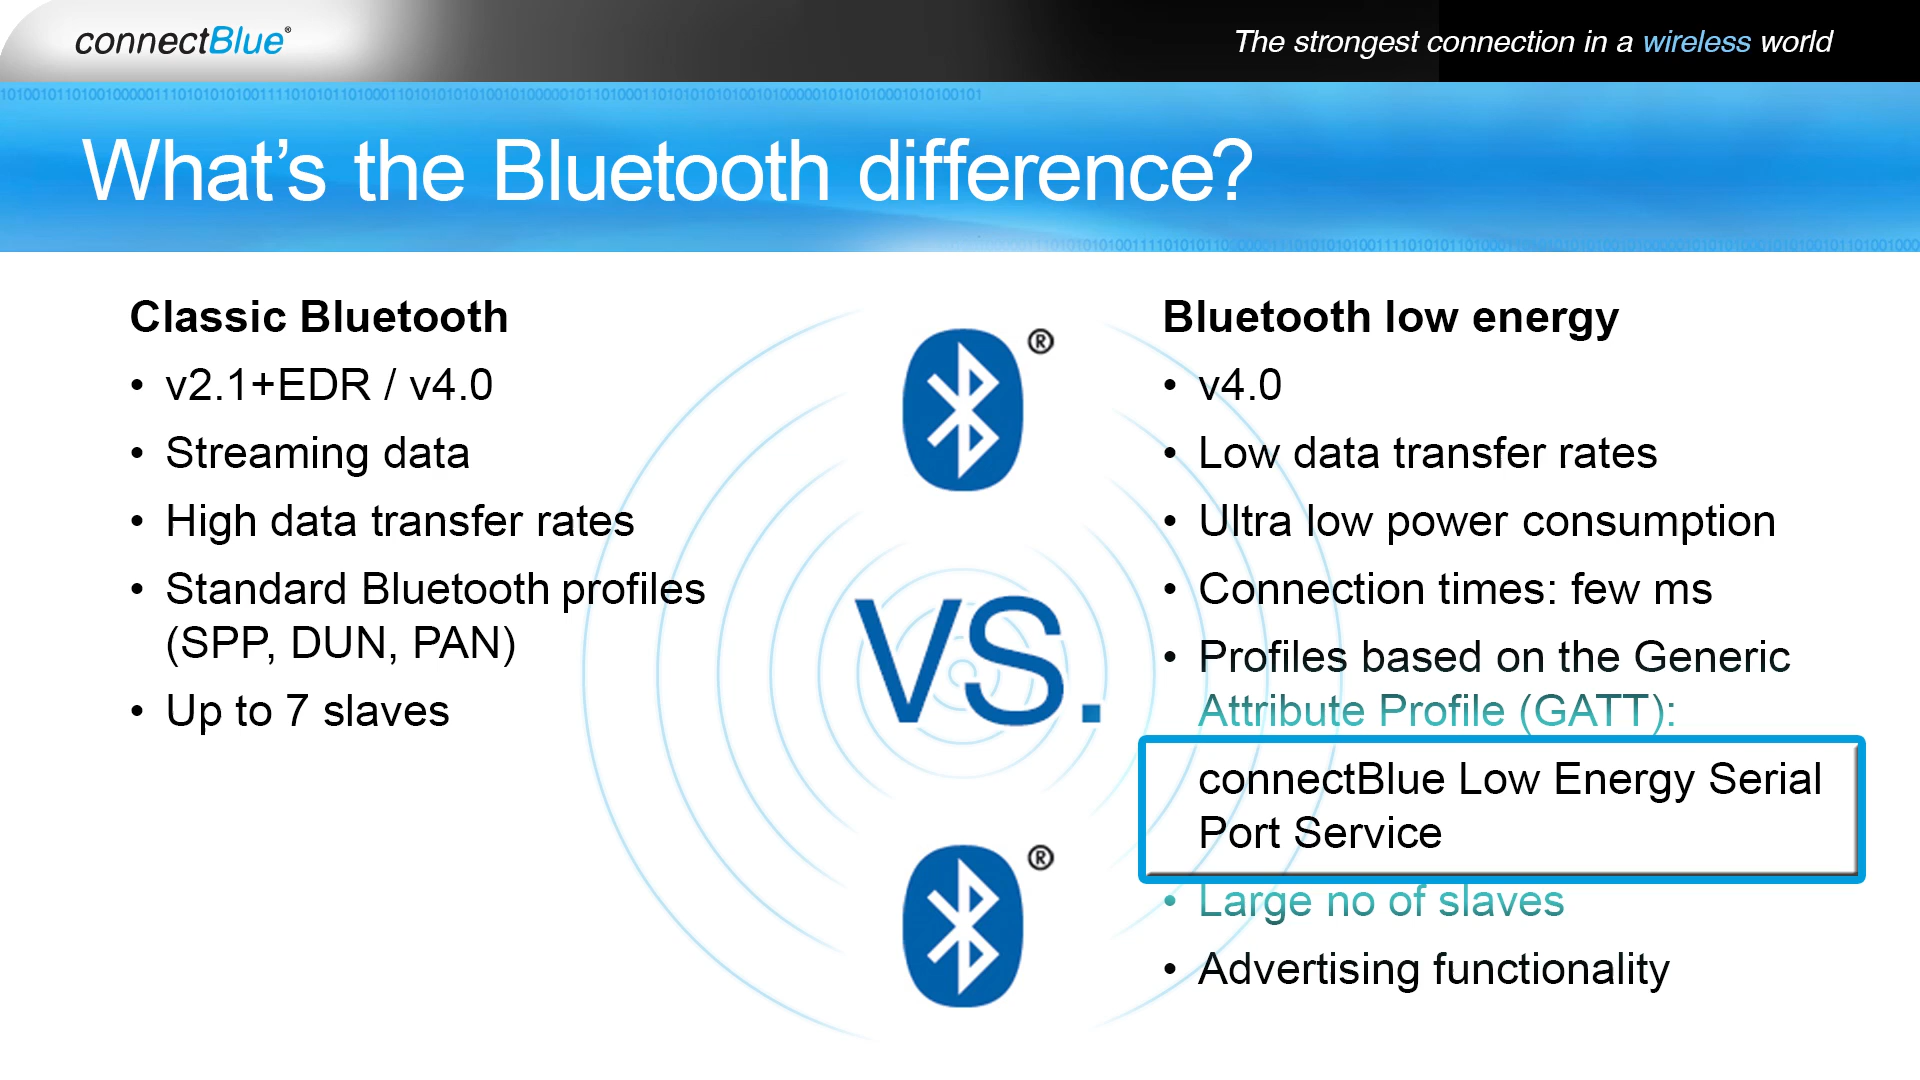 connectBlue®
The strongest connection in a wireless world
What's the Bluetooth difference?
Classic Bluetooth
• v2.1+EDR / v4.0
• Streaming data
• High data transfer rates
• Standard Bluetooth profiles
(SPP, DUN, PAN)
• Up to 7 slaves
®
VS.
®
Bluetooth low energy
• v4.0
• Low data transfer rates
• Ultra low power consumption
• Connection times: few ms
• Profiles based on the Generic
Attribute Profile (GATT):
connectBlue Low Energy Serial
Port Service
• Large no of slaves
• Advertising functionality